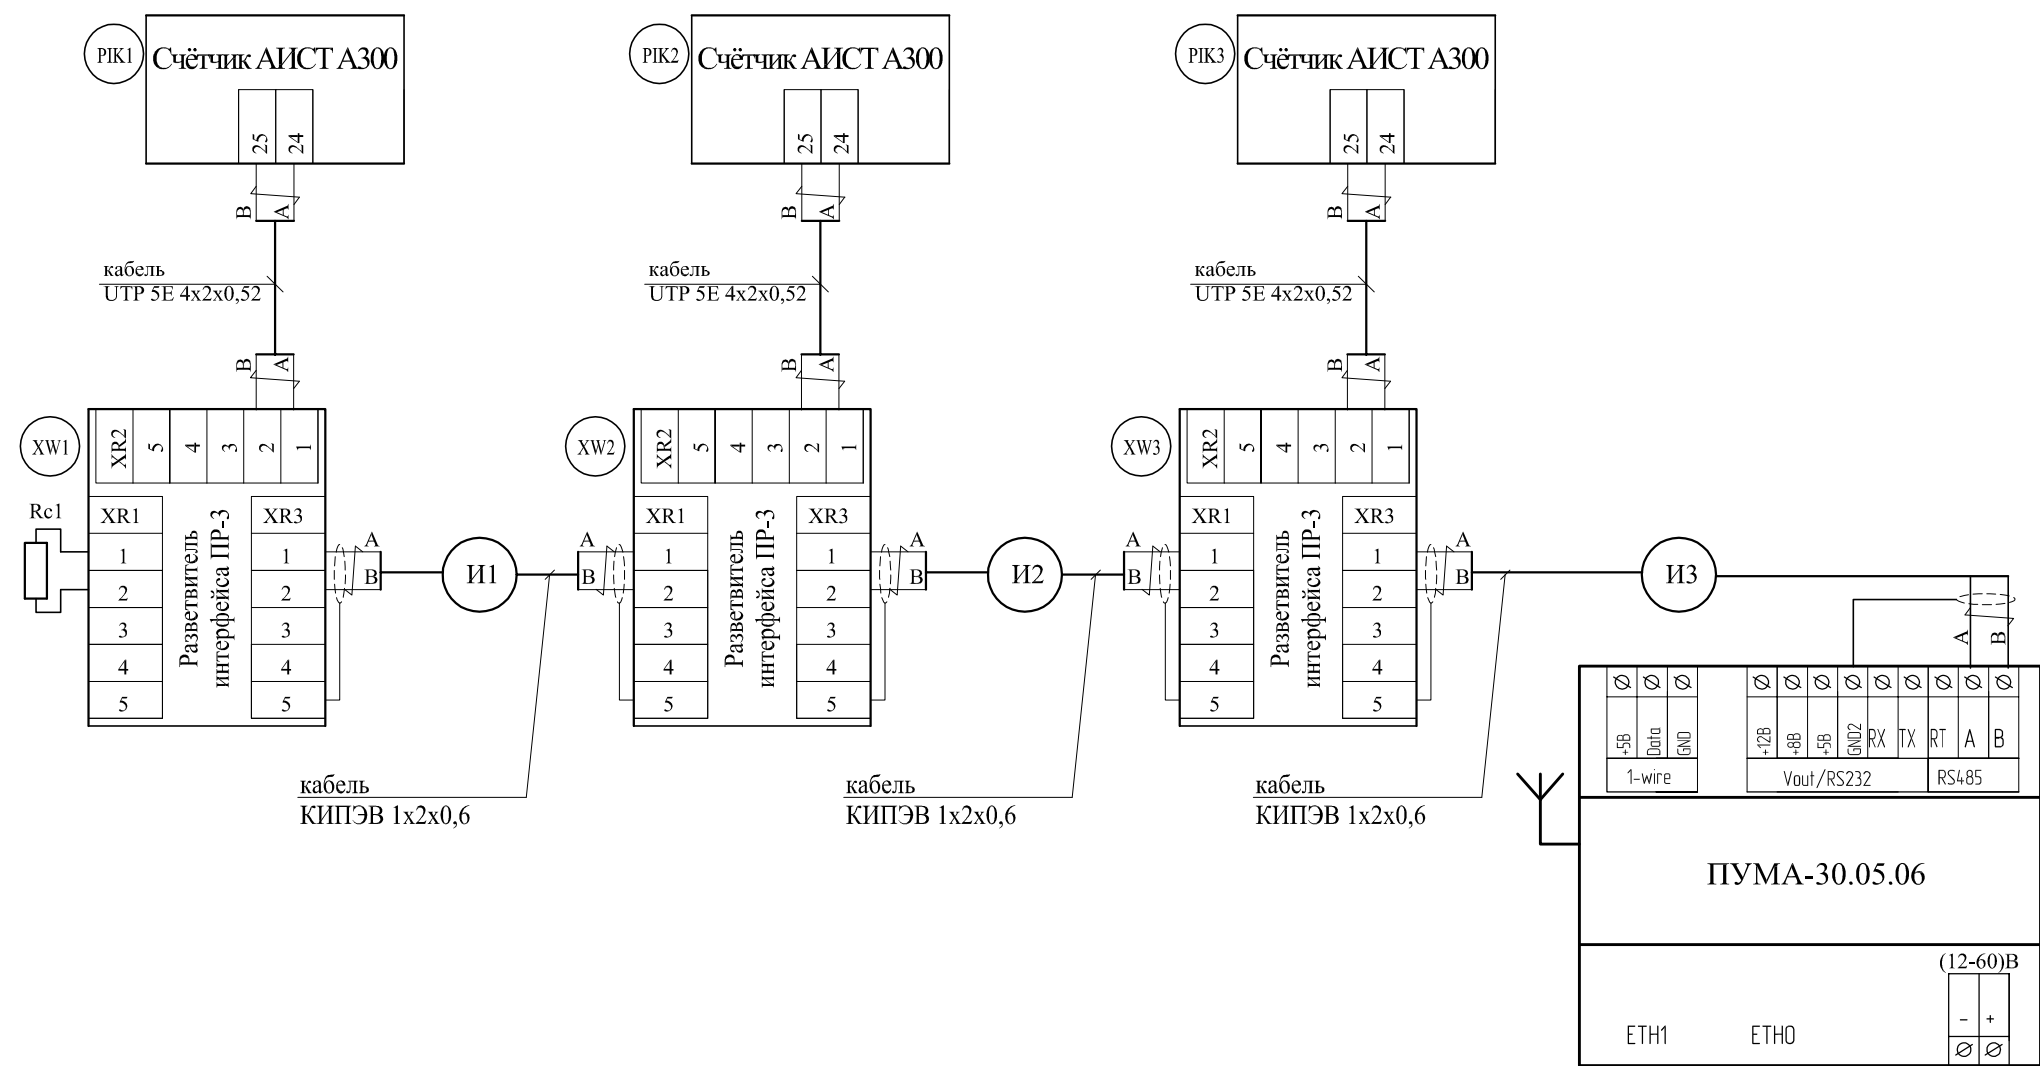 PIK1
Счётчик АИСТ А300
25
24
В
А
кабель
UTP 5E 4x2x0,52
В
А
PIK2
Счётчик АИСТ А300
25
24
В
А
кабель
UTP 5E 4x2x0,52
В
А
PIK3
Счётчик АИСТ А300
25
24
В
А
кабель
UTP 5E 4x2x0,52
В
А
XW1
XR2 5 4 3 2 1
Rc1
XR1
1
2
3
4
5
Разветвитель
интерфейса ПР-3
XR3
1
2
3
4
5
А
В
И1
кабель
КИПЭВ 1x2x0,6
XW2
XR2 5 4 3 2 1
А
В
XR1
1
2
3
4
5
Разветвитель
интерфейса ПР-3
XR3
1
2
3
4
5
А
В
И2
кабель
КИПЭВ 1x2x0,6
XW3
XR2 5 4 3 2 1
А
В
XR1
1
2
3
4
5
Разветвитель
интерфейса ПР-3
XR3
1
2
3
4
5
А
В
И3
кабель
КИПЭВ 1x2x0,6
А
В
+5В Data GND
1-wire
+12В +8В +5В GND2 RX TX RT A B
Vout/RS232
RS485
ПУМА-30.05.06
(12-60)В
- +
ETH1
ETH0